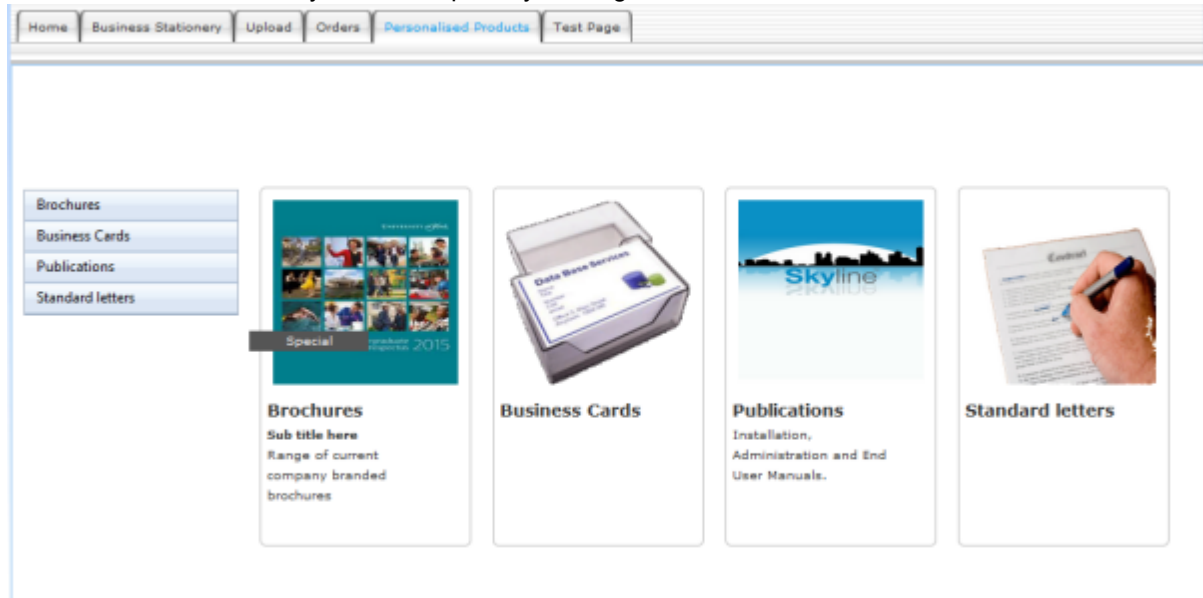 Home Business Stationery Upload Orders Personalised Products Test Page
Brochures
Business Cards
Publications
Standard letters
Special
2015
Brochures
Sub title here
Range of current
company branded
brochures
Data Base Services
Business Cards
Skyline
Publications
Installation,
Administration and End
User Manuals.
Contract
Standard letters